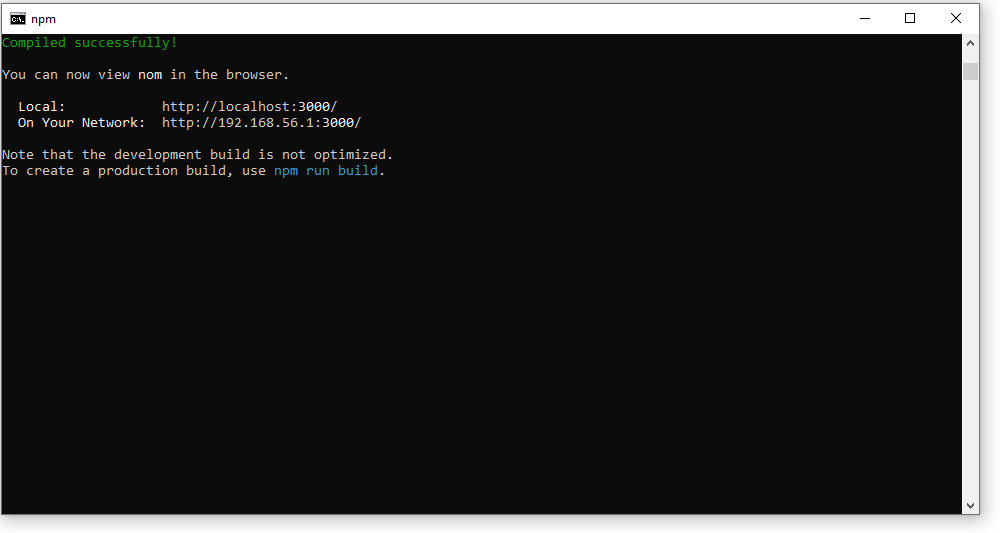 npm
Compiled successfully!
You can now view nom in the browser.
Local: http://localhost:3000/
On Your Network: http://192.168.56.1:3000/
Note that the development build is not optimized.
To create a production build, use npm run build.